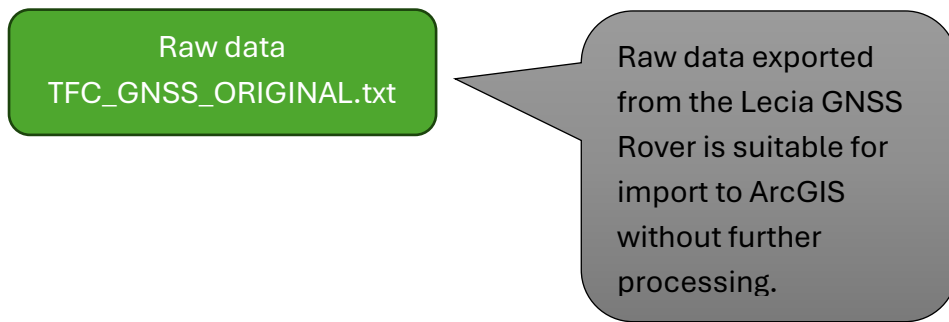 Raw data
TFC_GNSS_ORIGINAL.txt
Raw data exported
from the Lecia GNSS
Rover is suitable for
import to ArcGIS
without further
processing.